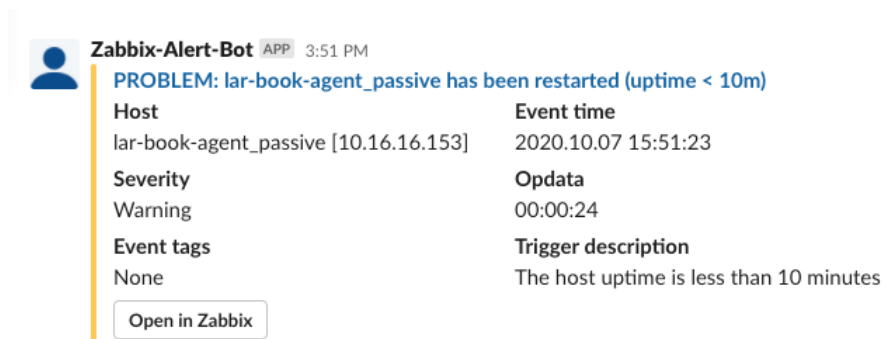 Zabbix-Alert-Bot APP 3:51 PM
PROBLEM: lar-book-agent_passive has been restarted (uptime < 10m)
Host
lar-book-agent_passive [10.16.16.153]
Event time
2020.10.07 15:51:23
Severity
Warning
Opdata
00:00:24
Event tags
None
Trigger description
The host uptime is less than 10 minutes
Open in Zabbix